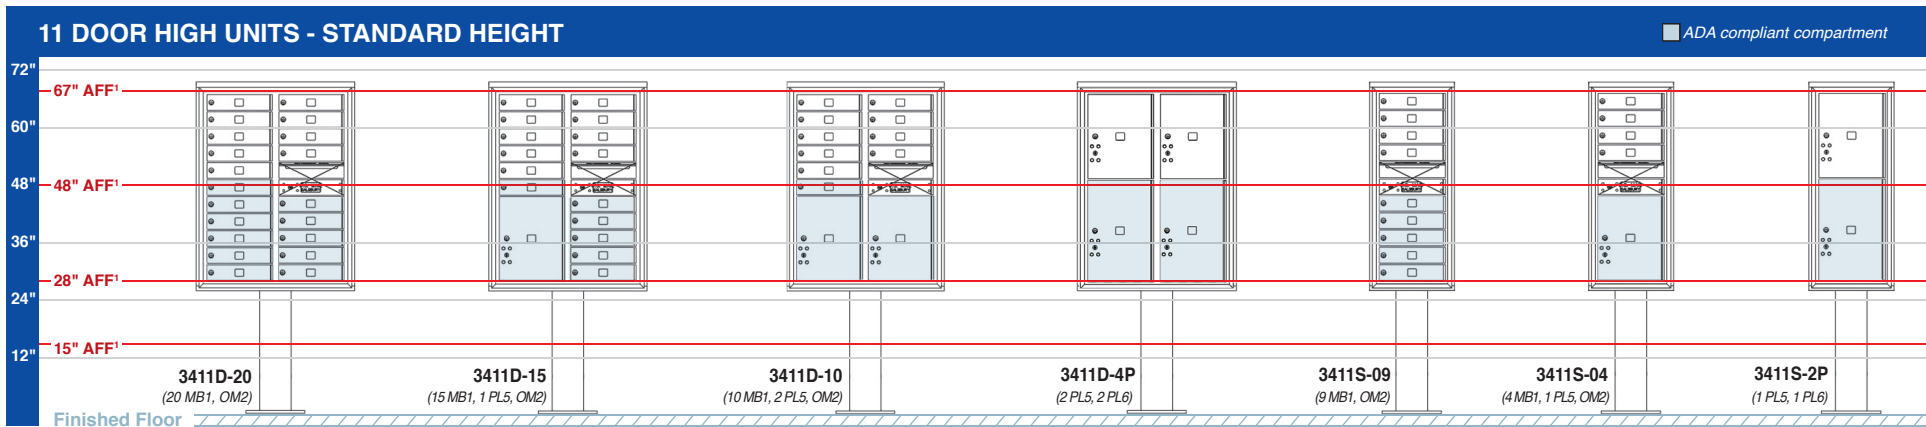 11 DOOR HIGH UNITS - STANDARD HEIGHT
ADA compliant compartment
72"
67" AFF¹
60"
48"
48" AFF¹
36"
28" AFF¹
24"
15" AFF¹
12"
3411D-20
(20 MB1, OM2)
3411D-15
(15 MB1, 1 PL5, OM2)
3411D-10
(10 MB1, 2 PL5, OM2)
3411D-4P
(2 PL5, 2 PL6)
3411S-09
(9 MB1, OM2)
3411S-04
(4 MB1, 1 PL5, OM2)
3411S-2P
(1 PL5, 1 PL6)
Finished Floor